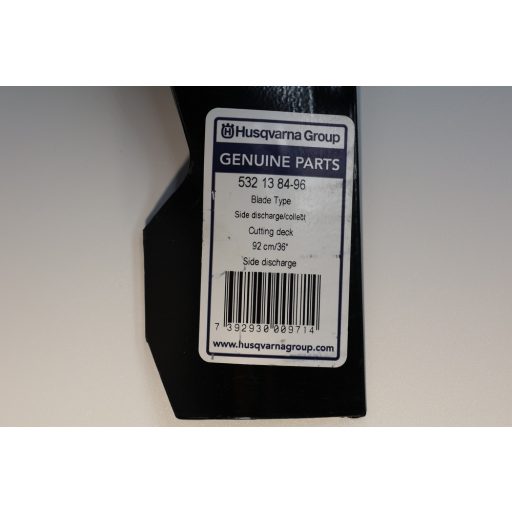 Husqvarna Group
GENUINE PARTS
532 13 84-96
Blade Type
Side discharge/colleßt
Cutting deck
92 cm/36"
Side discharge
7 392930 009714
www.husqvarnagroup.com